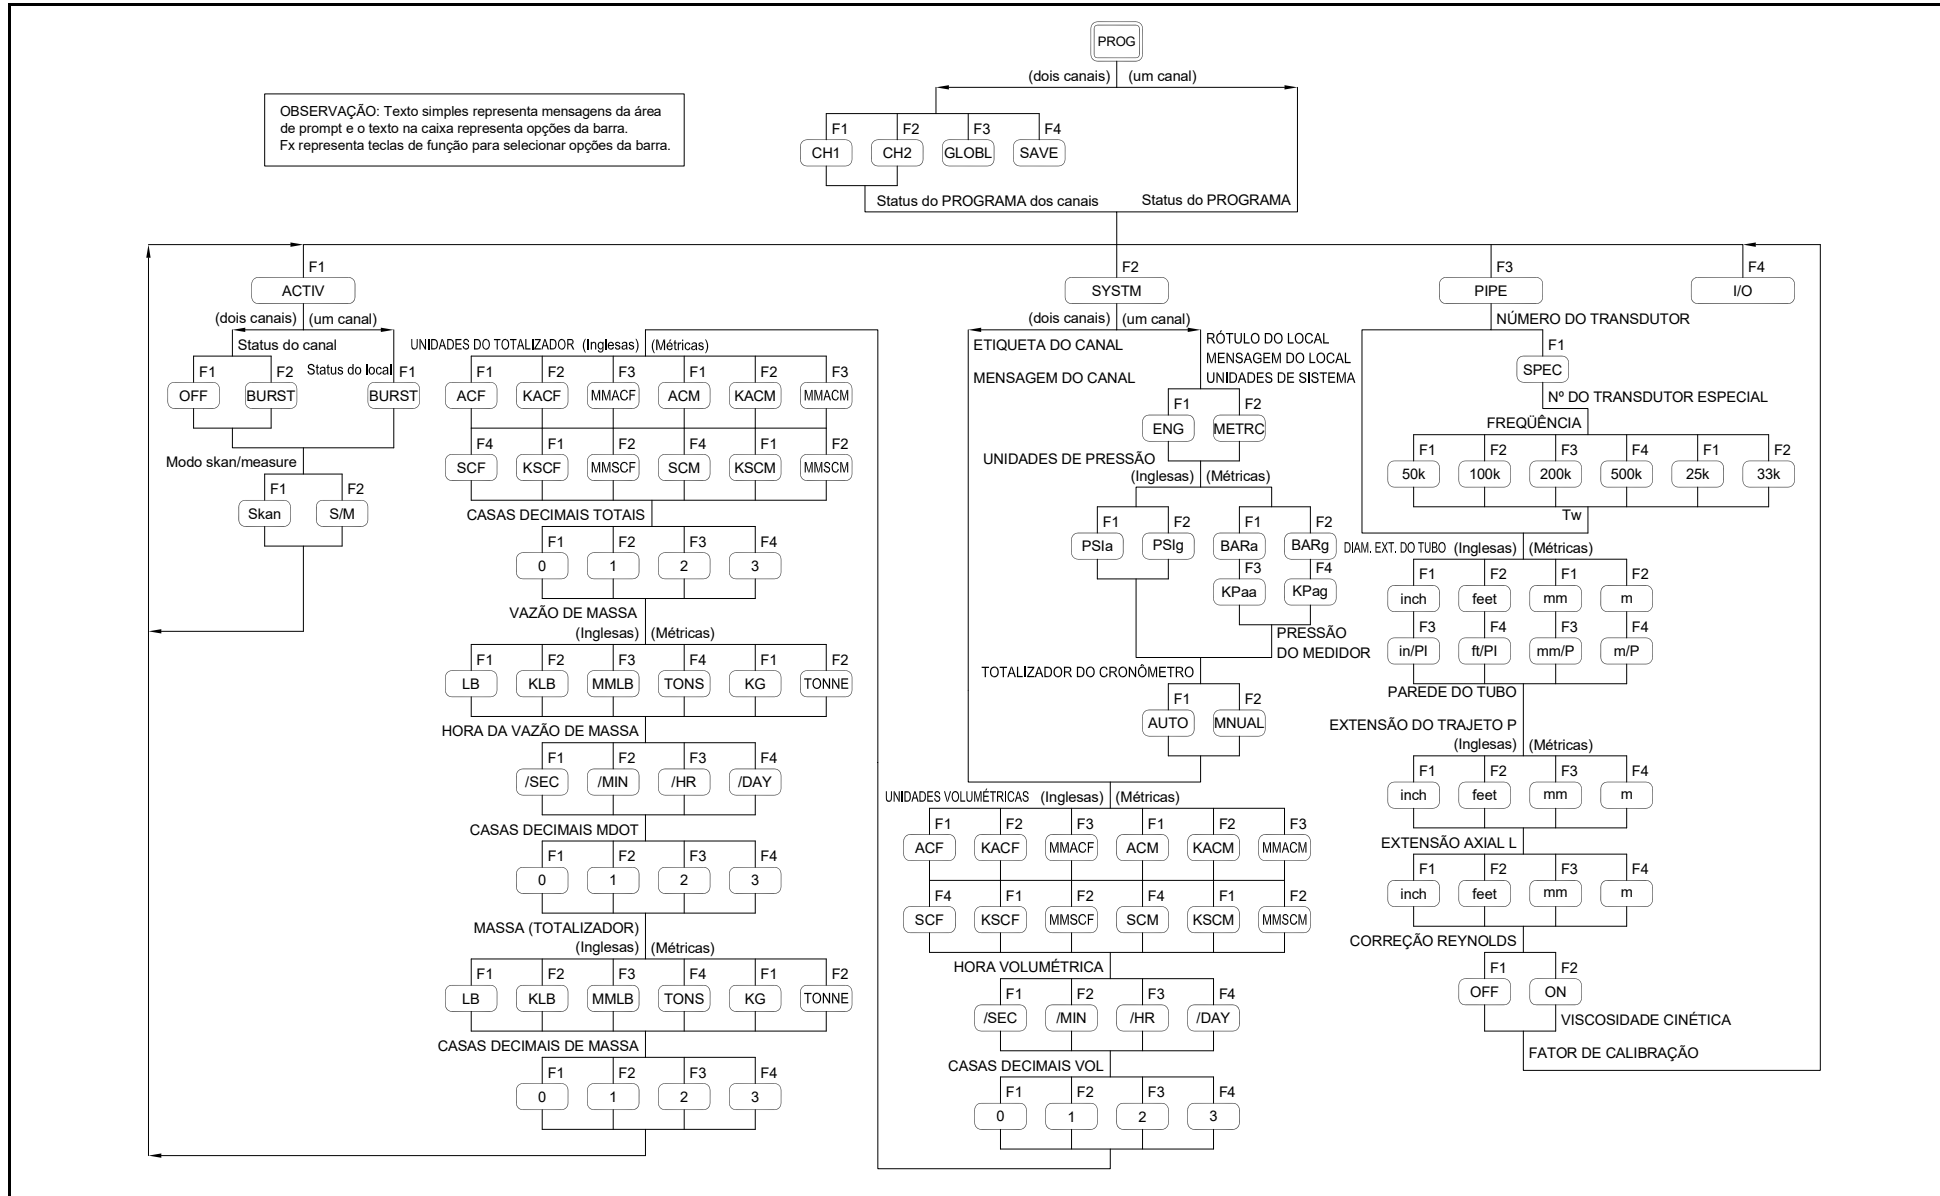 PROG
(dois canais) (um canal)
OBSERVAÇÃO: Texto simples representa mensagens da área
de prompt e o texto na caixa representa opções da barra.
Fx representa teclas de função para selecionar opções da barra.
F1 F2 F3 F4
CH1 CH2 GLOBL SAVE
Status do PROGRAMA dos canais Status do PROGRAMA
F1 F2 F3 F4
ACTIV SYSTM PIPE I/O
(dois canais) (um canal)
Status do canal
Status do local
F1 F2 F1
OFF BURST BURST
Modo skan/measure
F1 F2
Skan S/M
UNIDADES DO TOTALIZADOR (Inglesas) (Métricas)
F1 F2 F3 F1 F2 F3
ACF KACF MMACF ACM KACM MMACM
F4 F1 F2 F4 F1 F2
SCF KSCF MMSCF SCM KSCM MMSCM
CASAS DECIMAIS TOTAIS
F1 F2 F3 F4
0 1 2 3
VAZÃO DE MASSA
(Inglesas) (Métricas)
F1 F2 F3 F4 F1 F2
LB KLB MMLB TONS KG TONNE
HORA DA VAZÃO DE MASSA
F1 F2 F3 F4
/SEC /MIN /HR /DAY
CASAS DECIMAIS MDOT
F1 F2 F3 F4
0 1 2 3
MASSA (TOTALIZADOR)
(Inglesas) (Métricas)
F1 F2 F3 F4 F1 F2
LB KLB MMLB TONS KG TONNE
CASAS DECIMAIS DE MASSA
F1 F2 F3 F4
0 1 2 3
(dois canais) (um canal)
ETIQUETA DO CANAL
MENSAGEM DO CANAL
RÓTULO DO LOCAL
MENSAGEM DO LOCAL
UNIDADES DE SISTEMA
F1 F2
ENG METRC
UNIDADES DE PRESSÃO
(Inglesas) (Métricas)
F1 F2 F1 F2
PSIa PSIg BARa BARg
F3 F4
KPaa KPag
PRESSÃO
DO MEDIDOR
TOTALIZADOR DO CRONÔMETRO
F1 F2
AUTO MNUAL
UNIDADES VOLUMÉTRICAS (Inglesas) (Métricas)
F1 F2 F3 F1 F2 F3
ACF KACF MMACF ACM KACM MMACM
F4 F1 F2 F4 F1 F2
SCF KSCF MMSCF SCM KSCM MMSCM
HORA VOLUMÉTRICA
F1 F2 F3 F4
/SEC /MIN /HR /DAY
CASAS DECIMAIS VOL
F1 F2 F3 F4
0 1 2 3
NÚMERO DO TRANSDUTOR
F1
SPEC
Nº DO TRANSDUTOR ESPECIAL
FREQÜÊNCIA
F1 F2 F3 F4 F1 F2
50k 100k 200k 500k 25k 33k
Tw
DIAM. EXT. DO TUBO (Inglesas) (Métricas)
F1 F2 F1 F2
inch feet mm m
F3 F4 F3 F4
in/PI ft/PI mm/P m/P
PAREDE DO TUBO
EXTENSÃO DO TRAJETO P
(Inglesas) (Métricas)
F1 F2 F3 F4
inch feet mm m
EXTENSÃO AXIAL L
F1 F2 F3 F4
inch feet mm m
CORREÇÃO REYNOLDS
F1 F2
OFF ON
VISCOSIDADE CINÉTICA
FATOR DE CALIBRAÇÃO